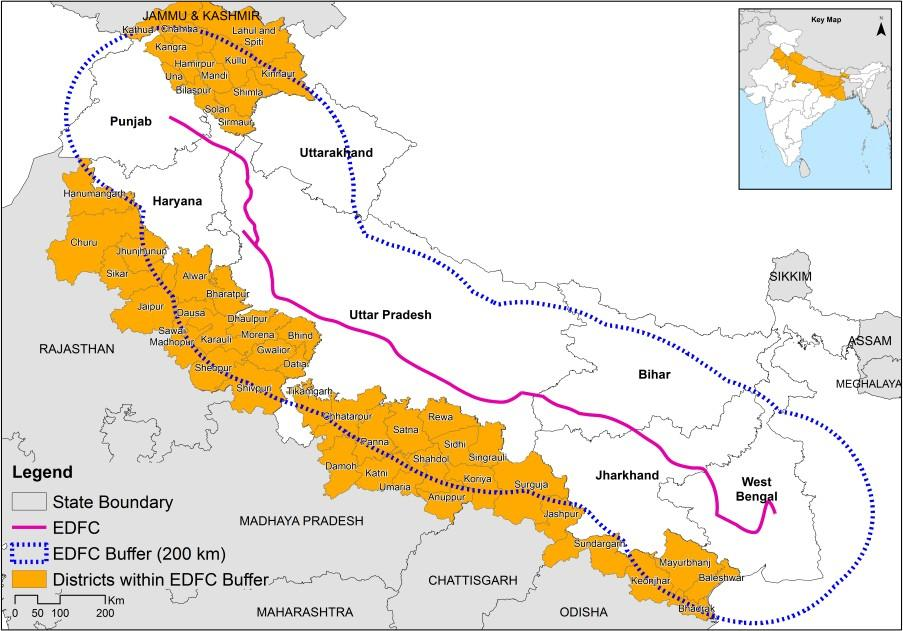 JAMMU & KASHMIR
Kathua
Chamba
Lahul and
Spiti
Kangra
Kullu
Hamirpur
Una
Mandi
Kinnaur
Bilaspur
Shimla
Solan
Sirmaur
Key Map
N
Punjab
Uttarakhand
Haryana
Hanumangarh
Churu
Jhunjhunun
Sikar
Alwar
Bharatpur
Jaipur
Dausa
Dhaulpur
Sawai
Madhopur
Karauli
Morena
Bhind
Gwalior
Datia
Sheopur
Shivpuri
Tikamgarh
RAJASTHAN
Uttar Pradesh
SIKKIM
ASSAM
MEGHALAYA
Bihar
Chhatarpur
Rewa
Satna
Panna
Sidhi
Singrauli
Damoh
Shahdol
Katni
Koriya
Umaria
Surguja
Anuppur
Jashpur
Jharkhand
West
Bengal
MADHAYA PRADESH
Sundargarh
Mayurbhanj
Keonjhar
Baleshwar
Bhadrak
CHATTISGARH
MAHARASHTRA
ODISHA
Legend
State Boundary
EDFC
EDFC Buffer (200 km)
Districts within EDFC Buffer
Km
0 50 100 200